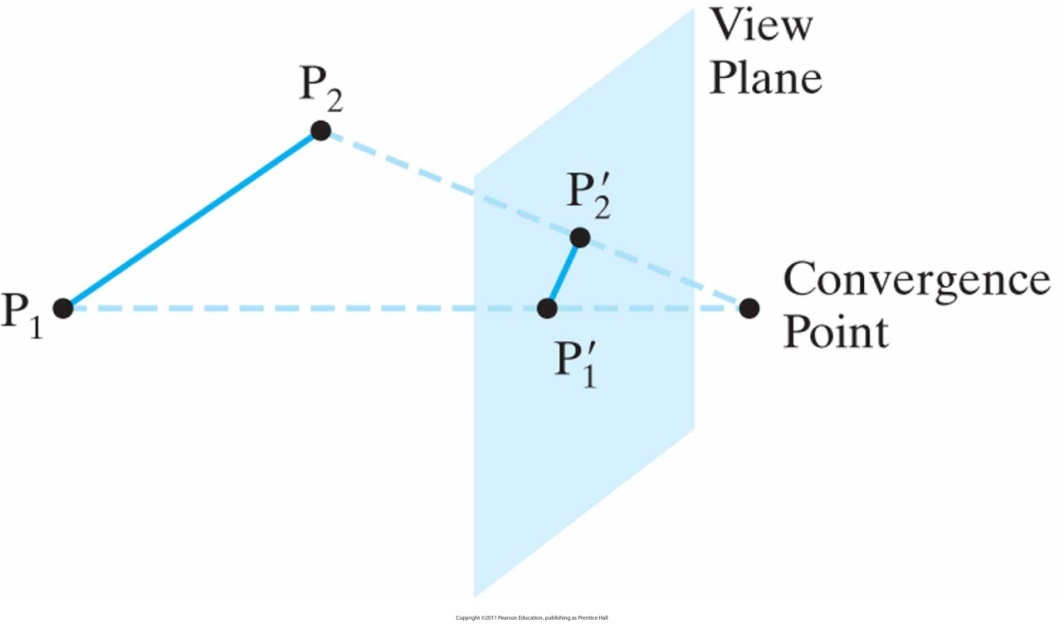 View
Plane
P₂
P′₂
Convergence
Point
P₁
P′₁
Copyright ©2011 Pearson Education, publishing as Prentice Hall